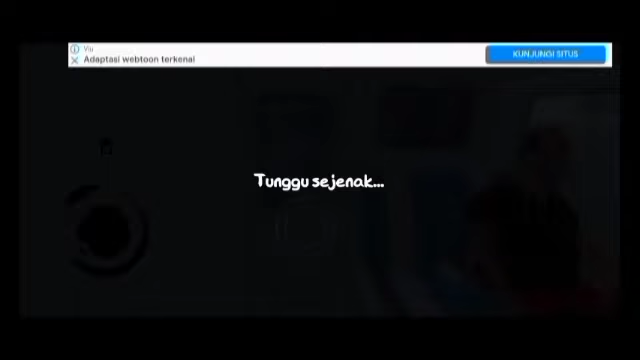 Viu
Adaptasi webtoon terkenal
KUNJUNGI SITUS
Tunggu sejenak...